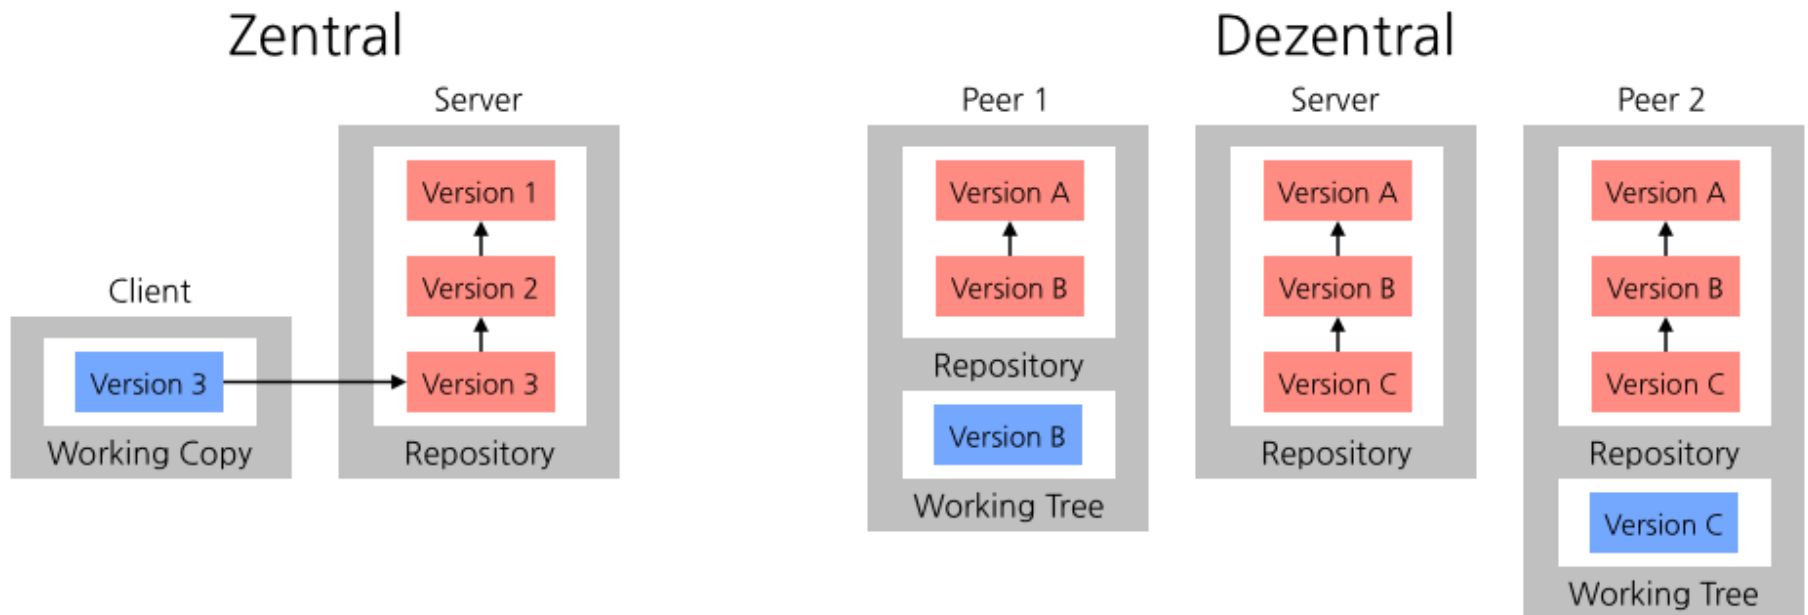 Zentral
Client
Version 3
Working Copy
Server
Version 1
Version 2
Version 3
Repository
Dezentral
Peer 1
Version A
Version B
Repository
Version B
Working Tree
Server
Version A
Version B
Version C
Repository
Peer 2
Version A
Version B
Version C
Repository
Version C
Working Tree